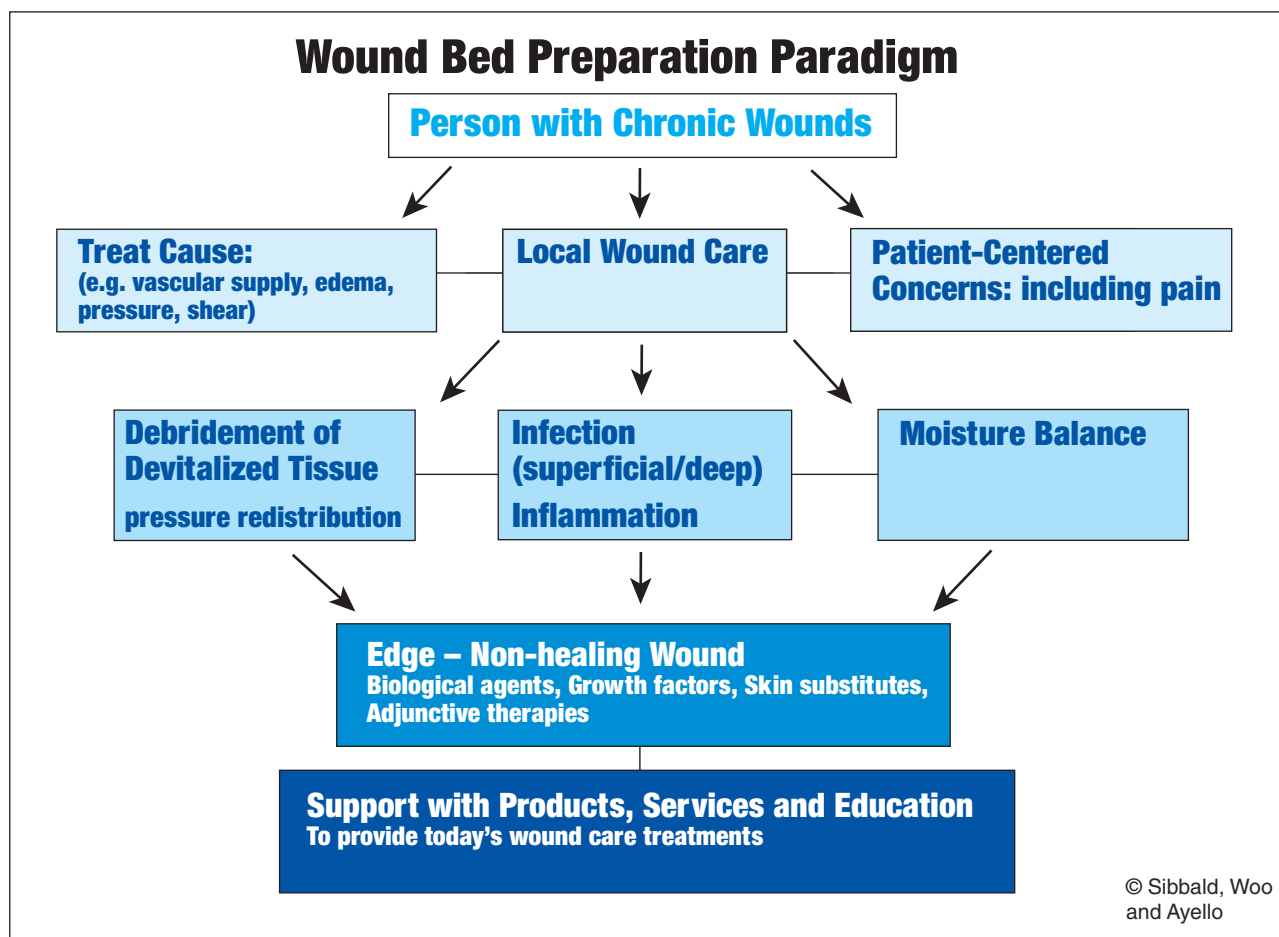 Wound Bed Preparation Paradigm
Person with Chronic Wounds
Treat Cause:
(e.g. vascular supply, edema,
pressure, shear)
Local Wound Care
Patient-Centered
Concerns: including pain
Debridement of
Devitalized Tissue
pressure redistribution
Infection
(superficial/deep)
Inflammation
Moisture Balance
Edge – Non-healing Wound
Biological agents, Growth factors, Skin substitutes,
Adjunctive therapies
Support with Products, Services and Education
To provide today's wound care treatments
© Sibbald, Woo
and Ayello